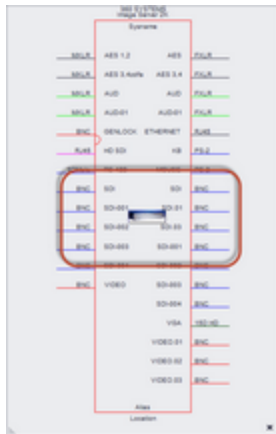 360 SYSTEMS
Image Server 2K
Sysname
MXLR AES 1,2 AES FXLR
MXLR AES 3,4 AES 3,4 FXLR
MXLR AUD AUD FXLR
MXLR AUD-01 AUD-01 FXLR
BNC GENLOCK ETHERNET RJ45
RJ45 HD SDI KB PS-2
BNC SDI SDI BNC
BNC SDI-001 SDI-01 BNC
BNC SDI-002 BNC
BNC SDI-003 SDI-001 BNC
BNC VIDEO SDI-003 BNC
SDI-004 BNC
VGA 15D HD
VIDEO 01 BNC
VIDEO 02 BNC
VIDEO 03 BNC
Alias
Location